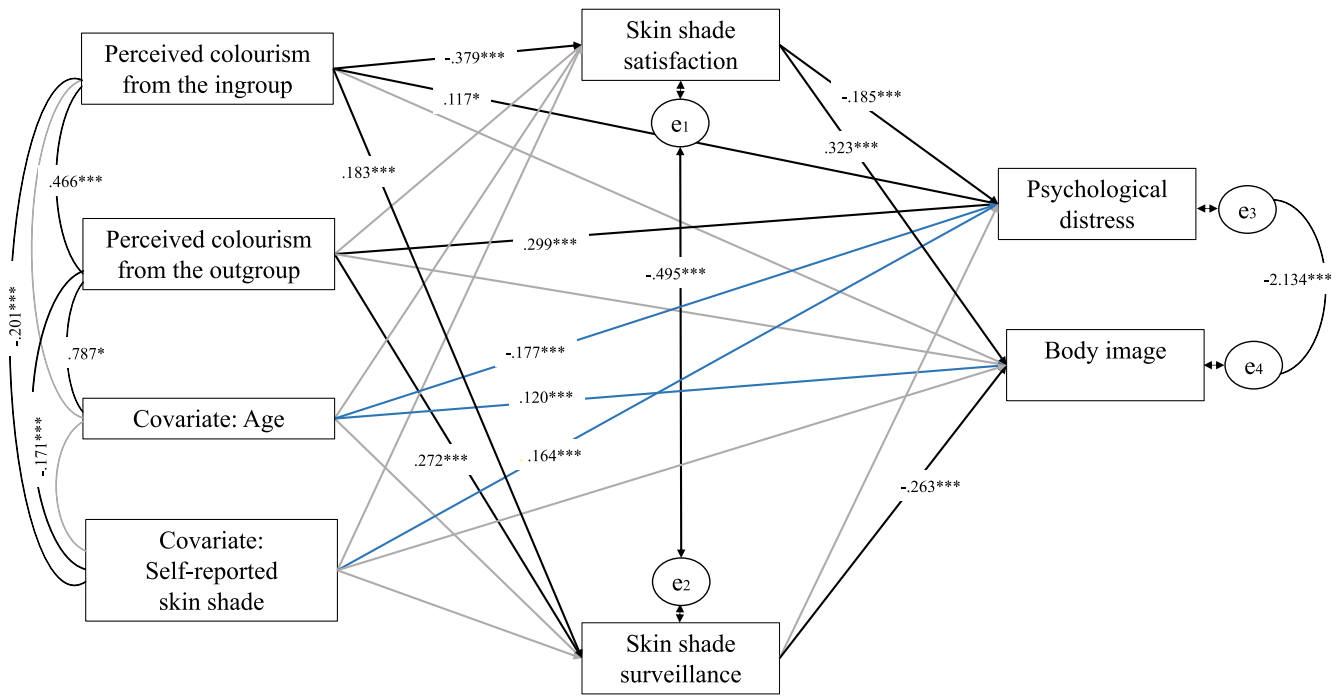 Perceived colourism
from the ingroup
Perceived colourism
from the outgroup
Covariate: Age
Covariate:
Self-reported
skin shade
Skin shade
satisfaction
e1
e2
Skin shade
surveillance
Psychological
distress
Body image
e3
e4
-.379***
.117*
.183***
.466***
.299***
-.201***
.787*
-.171***
-.177***
.120***
.164***
.272***
-.495***
-.185***
.323***
-.263***
-2.134***